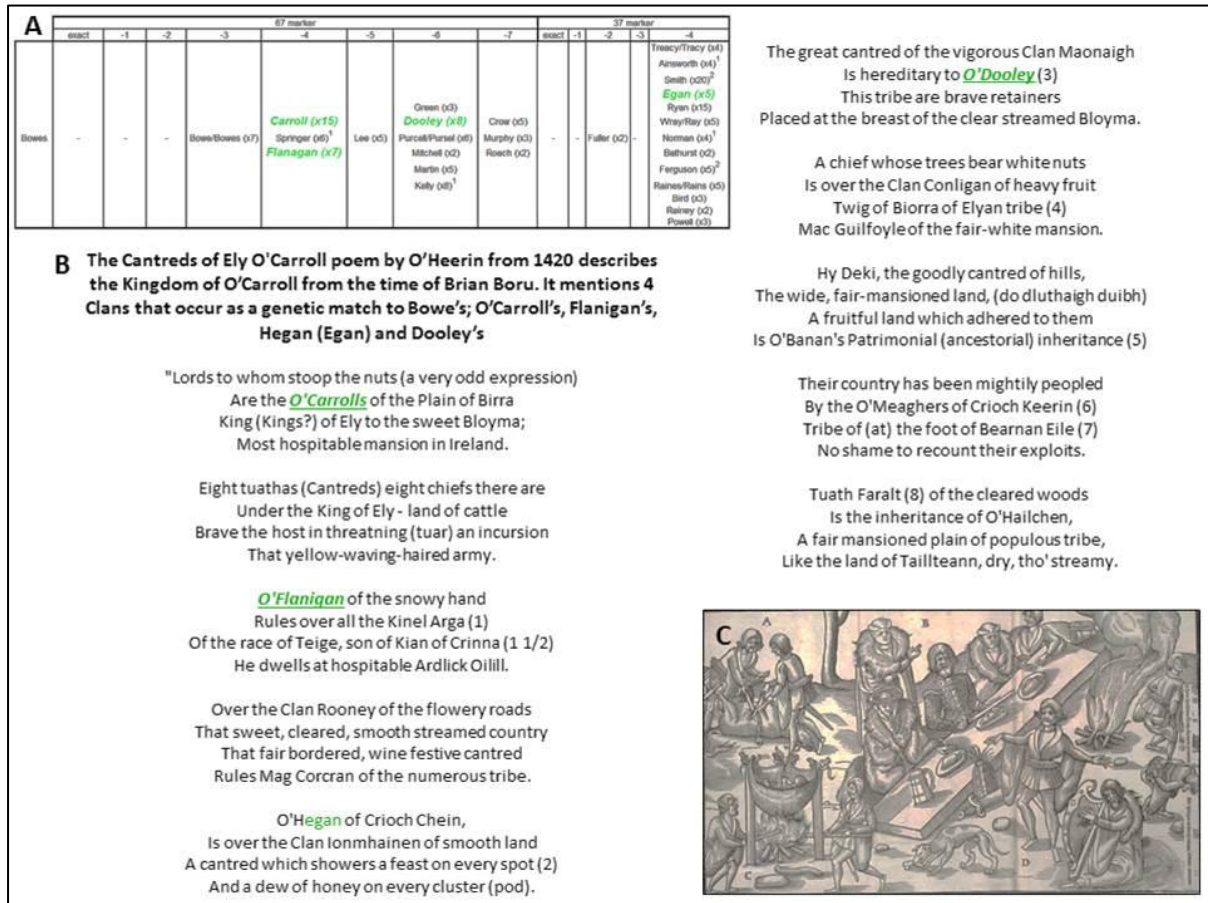 A
67 marker 37 marker
exact -1 -2 -3 -4 -5 -6 -7 exact -1 -2 -3 -4
Bowes - - - Bowe/Bowes (x7) Carroll (x15) Lee (x5) Green (x3) Crow (x5) - - Fuller (x2) - Treacy/Tracy (x4)
Springer (x6)¹ Dooley (x8) Murphy (x3) Ainsworth (x4)¹
Flanagan (x7) Purcell/Pursel (x6) Roach (x2) Smith (x20)²
Mitchell (x2) Egan (x5)
Martin (x5) Ryan (x15)
Kelly (x8)¹ Wray/Ray (x5)
Norman (x4)¹
Bathurst (x2)
Ferguson (x5)²
Raines/Rains (x5)
Bird (x3)
Rainey (x2)
Powell (x3)
B The Cantreds of Ely O'Carroll poem by O'Heerin from 1420 describes
the Kingdom of O'Carroll from the time of Brian Boru. It mentions 4
Clans that occur as a genetic match to Bowe's; O'Carroll's, Flanigan's,
Hegan (Egan) and Dooley's
"Lords to whom stoop the nuts (a very odd expression)
Are the O'Carrolls of the Plain of Birra
King (Kings?) of Ely to the sweet Bloyma;
Most hospitable mansion in Ireland.
Eight tuathas (Cantreds) eight chiefs there are
Under the King of Ely - land of cattle
Brave the host in threatning (tuar) an incursion
That yellow-waving-haired army.
O'Flanigan of the snowy hand
Rules over all the Kinel Arga (1)
Of the race of Teige, son of Kian of Crinna (1 1/2)
He dwells at hospitable Ardlick Oilill.
Over the Clan Rooney of the flowery roads
That sweet, cleared, smooth streamed country
That fair bordered, wine festive cantred
Rules Mag Corcran of the numerous tribe.
O'Hegan of Crioch Chein,
Is over the Clan Ionmhainen of smooth land
A cantred which showers a feast on every spot (2)
And a dew of honey on every cluster (pod).
The great cantred of the vigorous Clan Maonaigh
Is hereditary to O'Dooley (3)
This tribe are brave retainers
Placed at the breast of the clear streamed Bloyma.
A chief whose trees bear white nuts
Is over the Clan Conligan of heavy fruit
Twig of Biorra of Elyan tribe (4)
Mac Guilfoyle of the fair-white mansion.
Hy Deki, the goodly cantred of hills,
The wide, fair-mansioned land, (do dluthaigh duibh)
A fruitful land which adhered to them
Is O'Banan's Patrimonial (ancestorial) inheritance (5)
Their country has been mightily peopled
By the O'Meaghers of Crioch Keerin (6)
Tribe of (at) the foot of Bearnan Eile (7)
No shame to recount their exploits.
Tuath Faralt (8) of the cleared woods
Is the inheritance of O'Hailchen,
A fair mansioned plain of populous tribe,
Like the land of Taillteann, dry, tho' streamy.
C
A B
C D